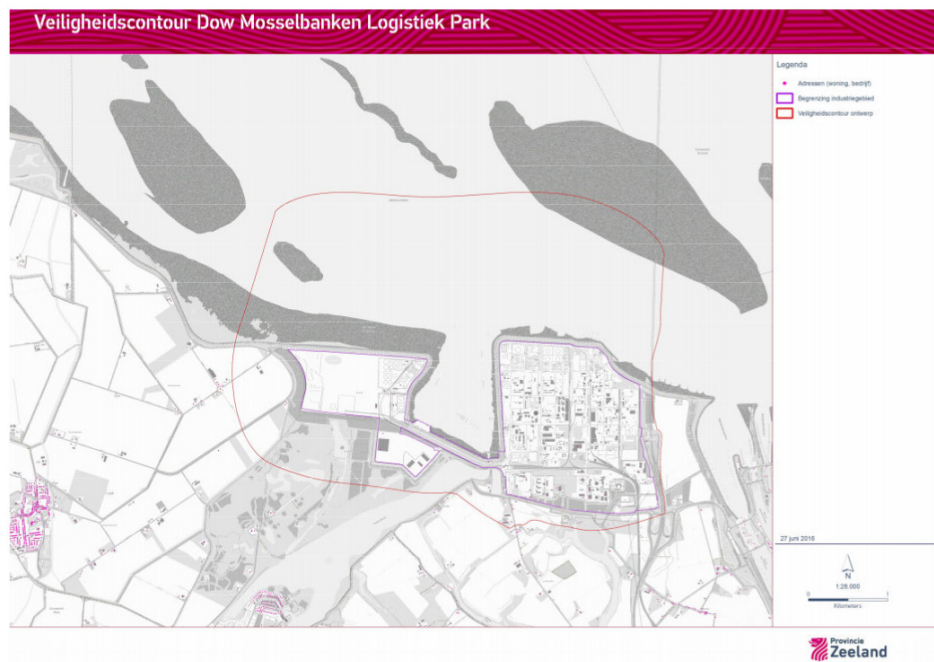 Veiligheidscontour Dow Mosselbanken Logistiek Park
Legenda
Adressen (woning, bedrijf)
Begrenzing industriegebied
Veiligheidscontour ontwerp
27 juni 2016
N
1:28.000
0 1
Kilometers
Provincie
Zeeland